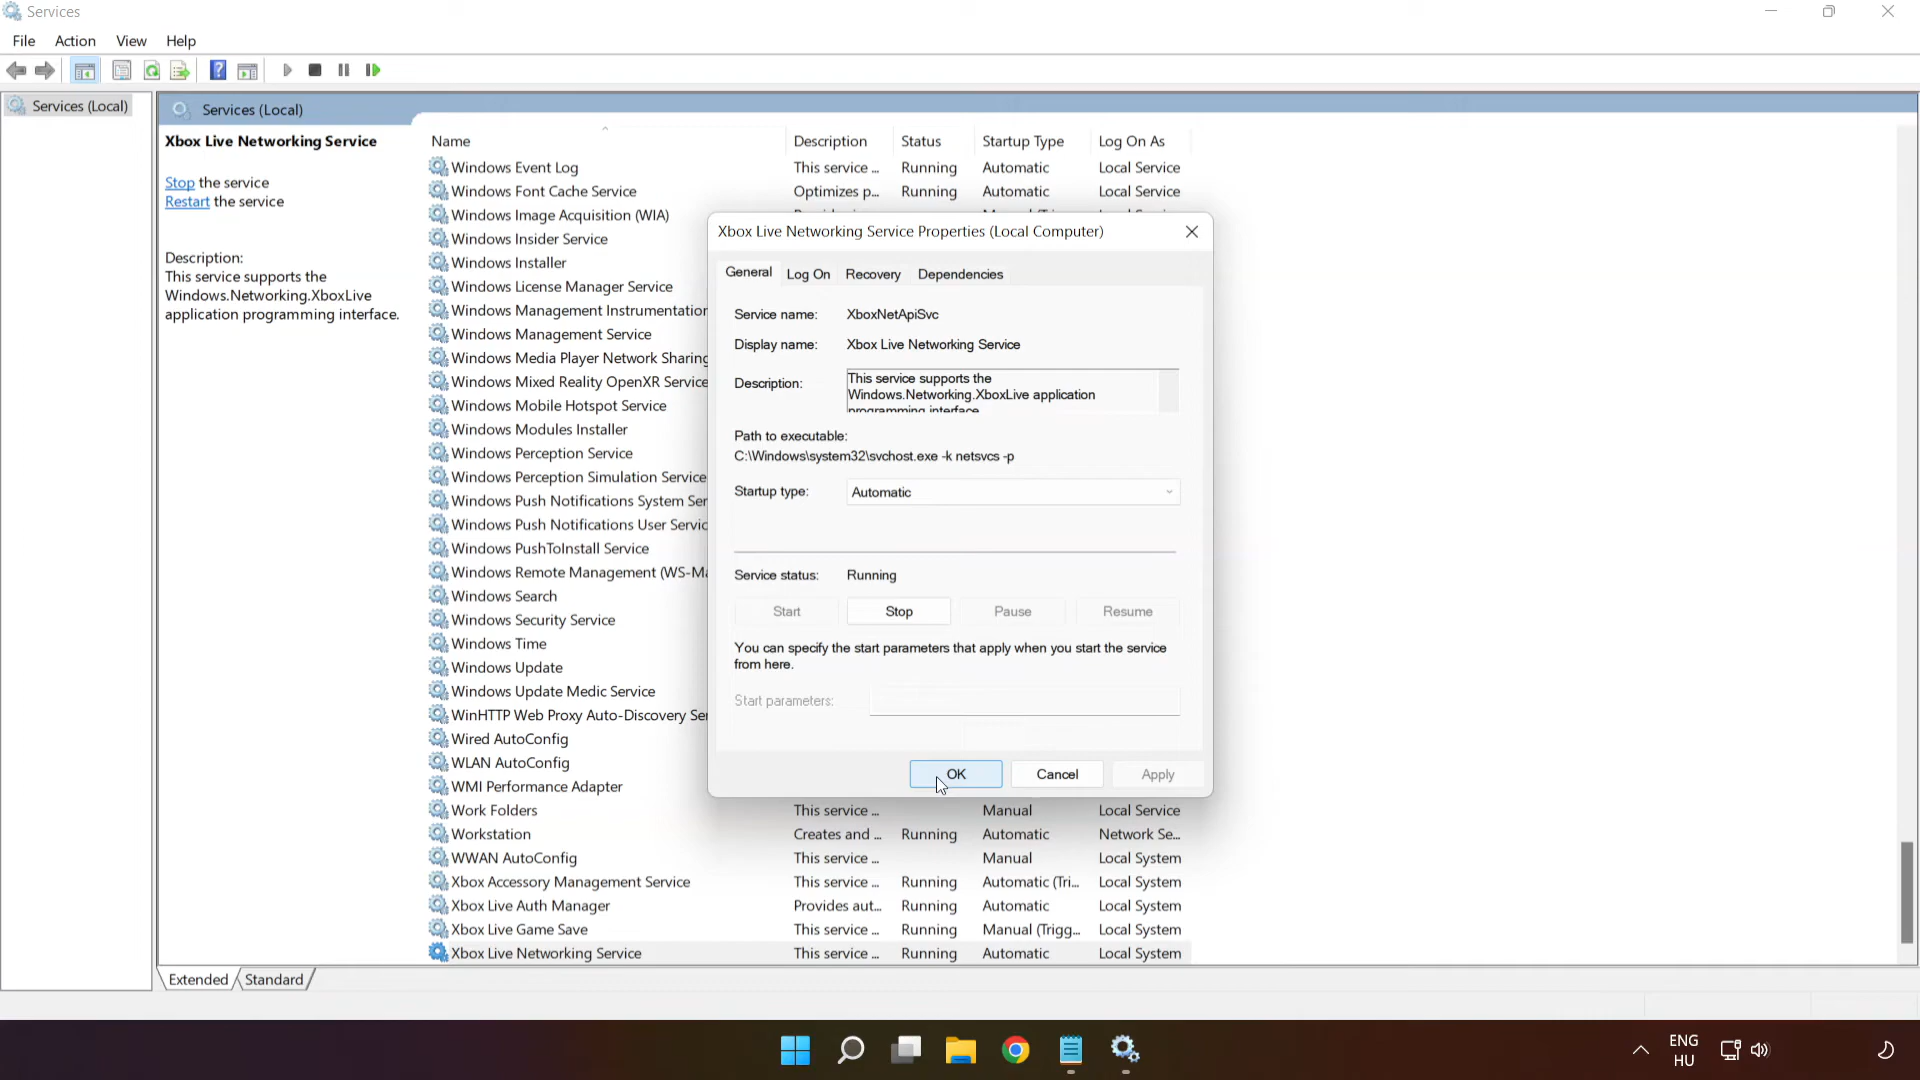 Services
File Action View Help
Services (Local)
Services (Local)
Xbox Live Networking Service
Stop the service
Restart the service
Description:
This service supports the
Windows.Networking.XboxLive
application programming interface.
Name Description Status Startup Type Log On As
Windows Event Log This service ... Running Automatic Local Service
Windows Font Cache Service Optimizes p... Running Automatic Local Service
Windows Image Acquisition (WIA)
Windows Insider Service
Windows Installer
Windows License Manager Service
Windows Management Instrumentation
Windows Management Service
Windows Media Player Network Sharing
Windows Mixed Reality OpenXR Service
Windows Mobile Hotspot Service
Windows Modules Installer
Windows Perception Service
Windows Perception Simulation Service
Windows Push Notifications System Ser
Windows Push Notifications User Servic
Windows PushToInstall Service
Windows Remote Management (WS-Ma
Windows Search
Windows Security Service
Windows Time
Windows Update
Windows Update Medic Service
WinHTTP Web Proxy Auto-Discovery Ser
Wired AutoConfig
WLAN AutoConfig
WMI Performance Adapter
Work Folders This service ... Manual Local Service
Workstation Creates and ... Running Automatic Network Se...
WWAN AutoConfig This service ... Manual Local System
Xbox Accessory Management Service This service ... Running Automatic (Tri... Local System
Xbox Live Auth Manager Provides aut... Running Automatic Local System
Xbox Live Game Save This service ... Running Manual (Trigg... Local System
Xbox Live Networking Service This service ... Running Automatic Local System
Xbox Live Networking Service Properties (Local Computer)
General Log On Recovery Dependencies
Service name: XboxNetApiSvc
Display name: Xbox Live Networking Service
Description: This service supports the
Windows.Networking.XboxLive application
programming interface
Path to executable:
C:\Windows\system32\svchost.exe -k netsvcs -p
Startup type: Automatic
Service status: Running
Start Stop Pause Resume
You can specify the start parameters that apply when you start the service
from here.
Start parameters:
OK Cancel Apply
Extended Standard
ENG
HU